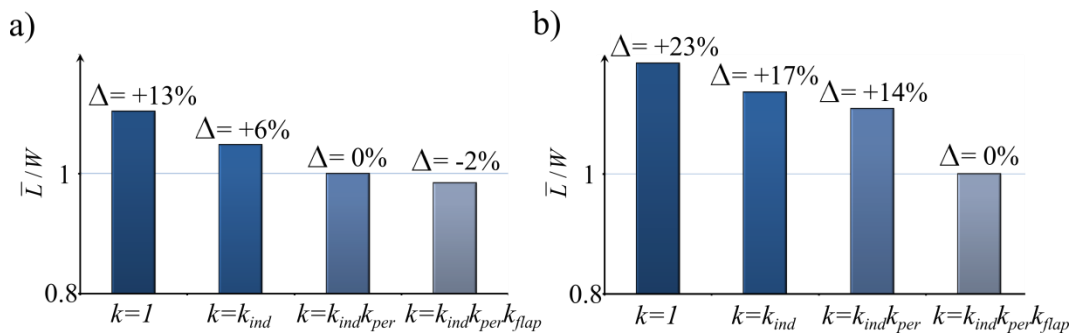 a)
Δ= +13%
Δ= +6%
Δ= 0%
Δ= -2%
L̅/W
1
0.8
k=1
k=k_ind
k=k_ind k_per
k=k_ind k_per k_flap
b)
Δ= +23%
Δ= +17%
Δ= +14%
Δ= 0%
L̅/W
1
0.8
k=1
k=k_ind
k=k_ind k_per
k=k_ind k_per k_flap